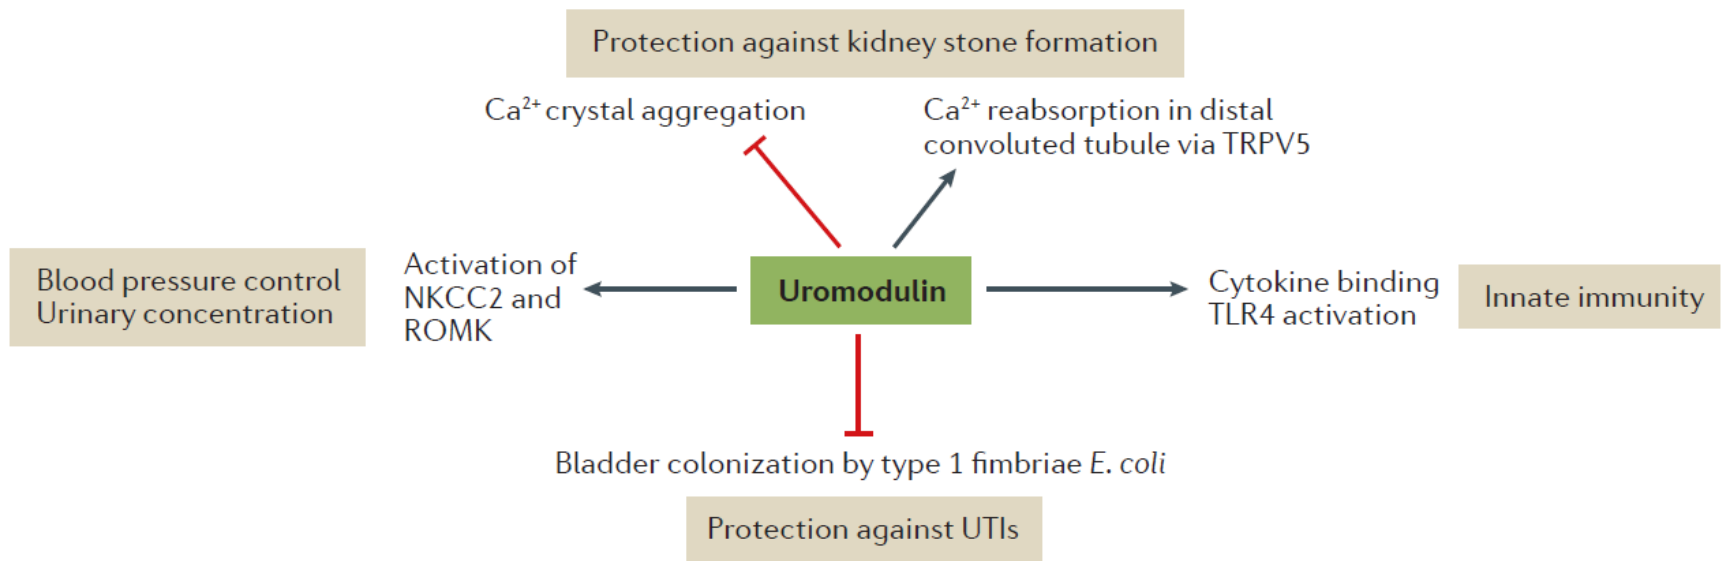 Protection against kidney stone formation
Ca²⁺ crystal aggregation
Ca²⁺ reabsorption in distal
convoluted tubule via TRPV5
Blood pressure control
Urinary concentration
Activation of
NKCC2 and
ROMK
Uromodulin
Cytokine binding
TLR4 activation
Innate immunity
Bladder colonization by type 1 fimbriae E. coli
Protection against UTIs